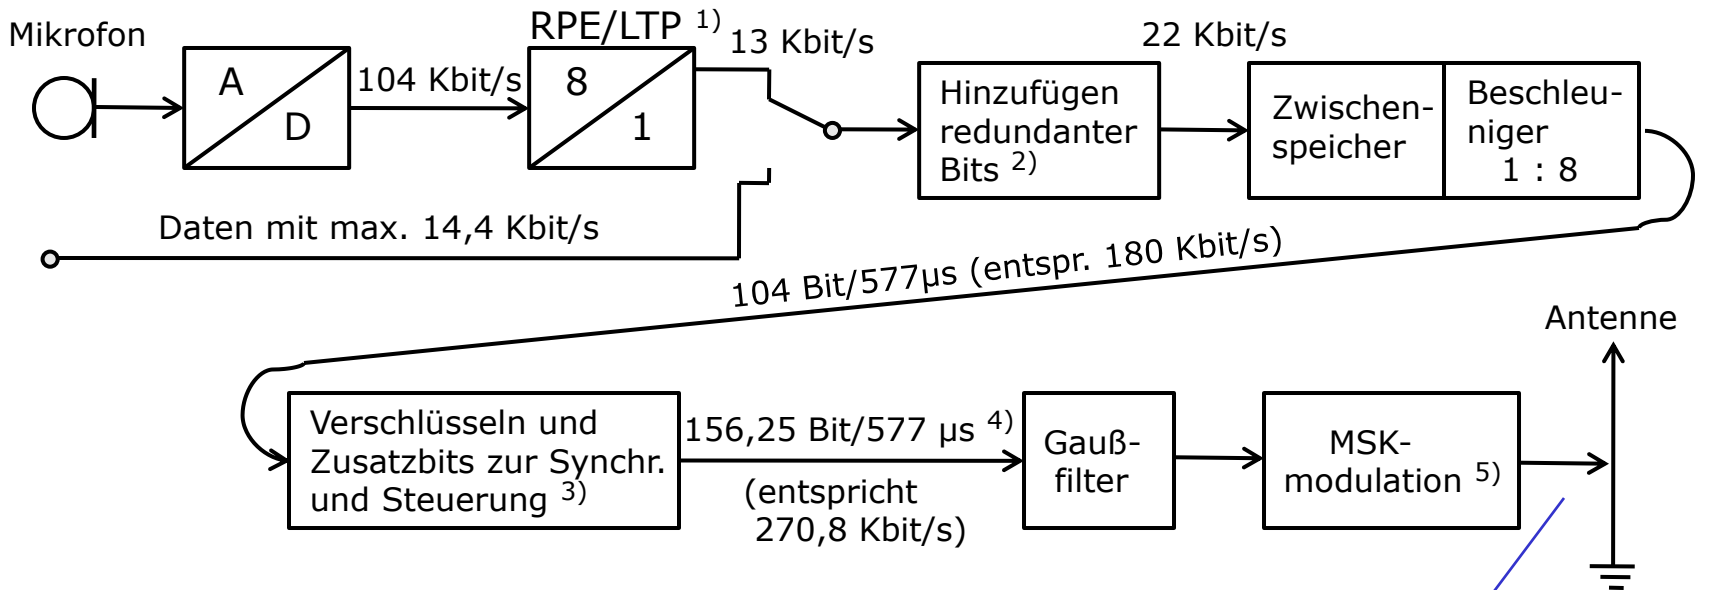 Mikrofon
A
D
104 Kbit/s
RPE/LTP 1)
8
1
13 Kbit/s
Hinzufügen
redundanter
Bits 2)
22 Kbit/s
Zwischen-
speicher
Beschleu-
niger
1 : 8
Daten mit max. 14,4 Kbit/s
104 Bit/577µs (entspr. 180 Kbit/s)
Verschlüsseln und
Zusatzbits zur Synchr.
und Steuerung 3)
156,25 Bit/577 µs 4)
(entspricht
270,8 Kbit/s)
Gauß-
filter
MSK-
modulation 5)
Antenne